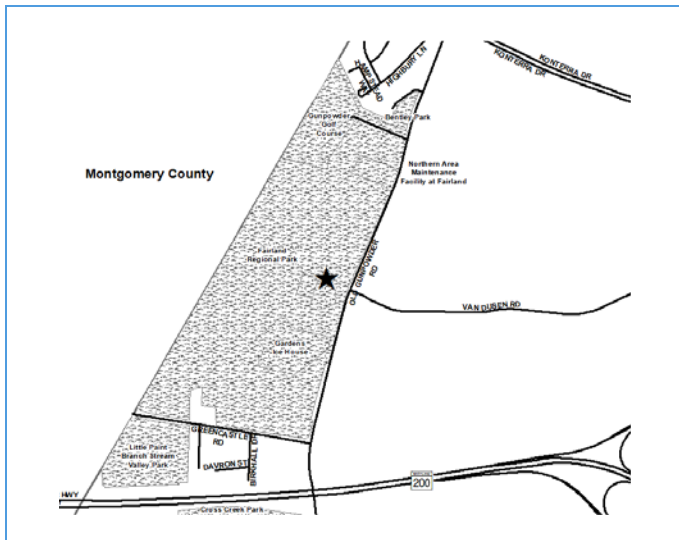 KONTERRA DR
KONTERRA DR
HIGHBURY LN
Gunpowder
Golf
Course
Bentley Park
Montgomery County
Northern Area
Maintenance
Facility at Fairland
Fairland
Regional Park
OLD GUNPOWDER
RD
VAN DUSEN RD
Gardens
Ice House
GREENCASTLE
RD
Little Paint
Branch Stream
Valley Park
BIRKHALL DR
DAVRON ST
HWY
200
Cross Creek Park